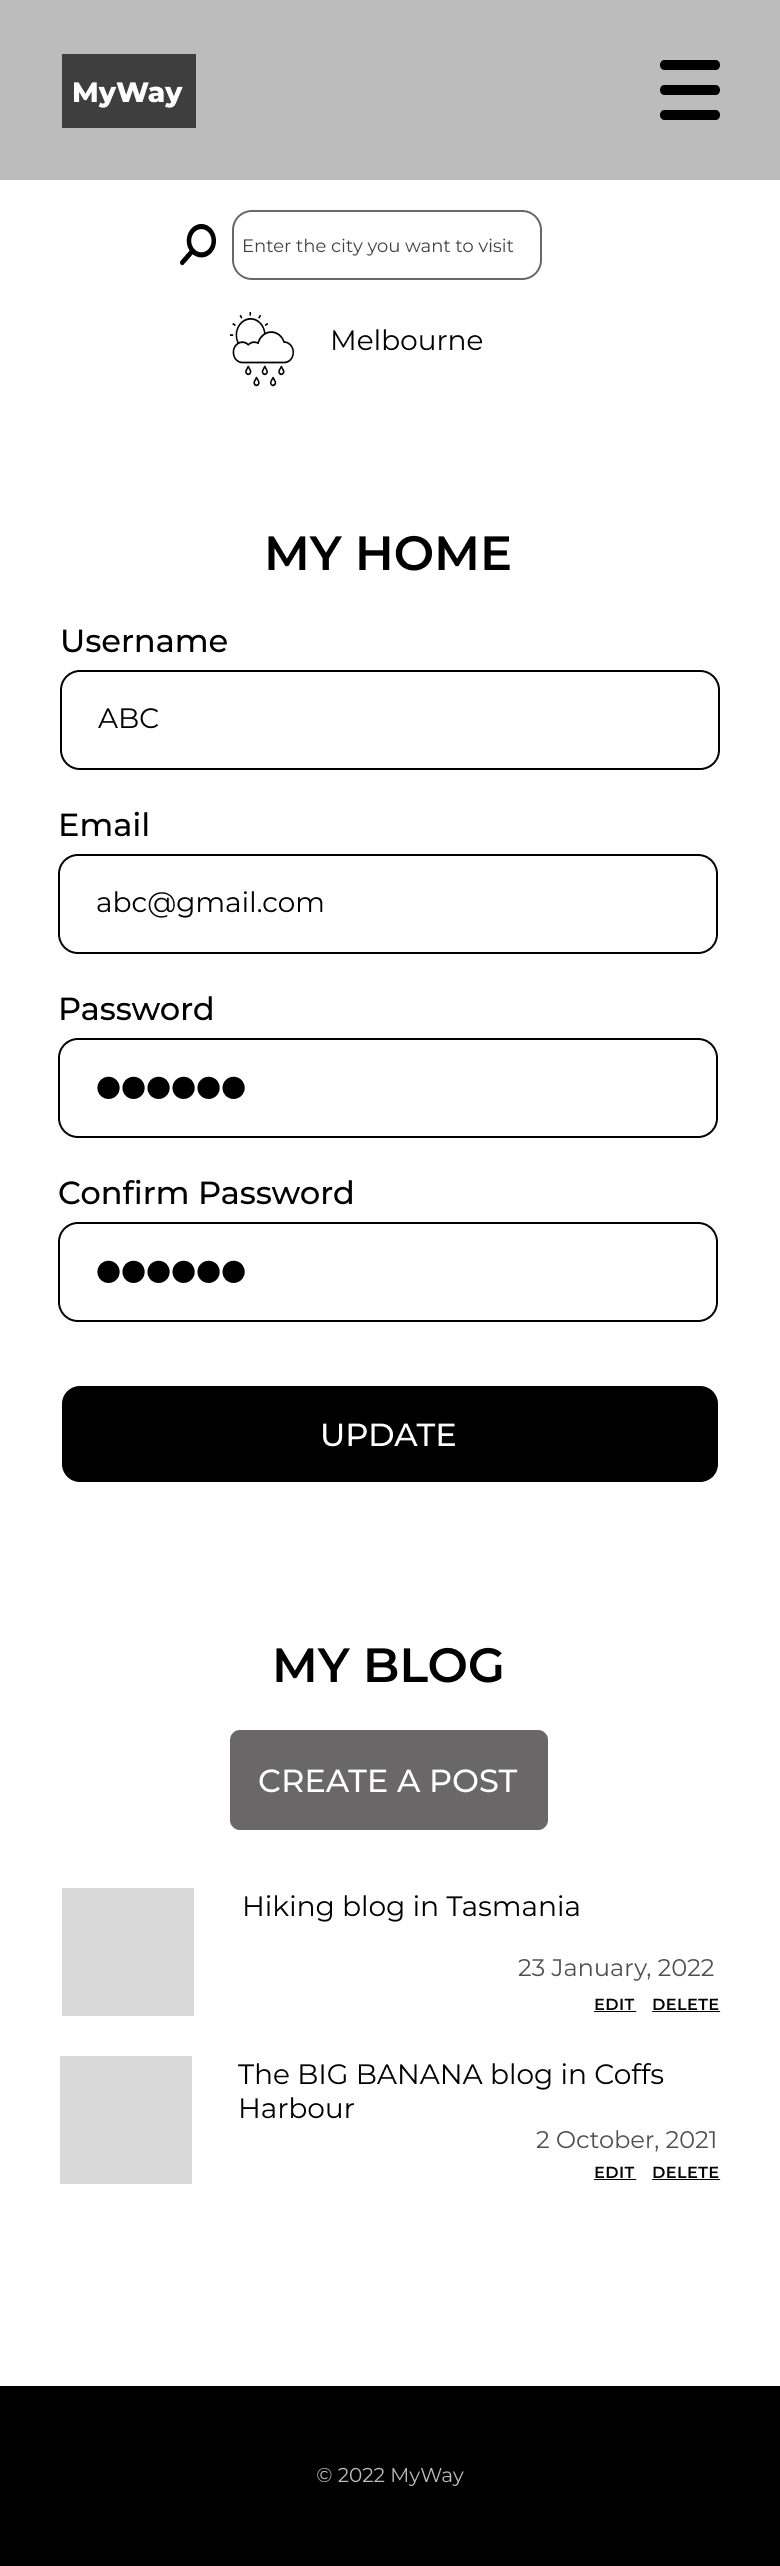 MyWay
Enter the city you want to visit
Melbourne
MY HOME
Username
ABC
Email
abc@gmail.com
Password
●●●●●●
Confirm Password
●●●●●●
UPDATE
MY BLOG
CREATE A POST
Hiking blog in Tasmania
23 January, 2022
EDIT DELETE
The BIG BANANA blog in Coffs
Harbour
2 October, 2021
EDIT DELETE
© 2022 MyWay